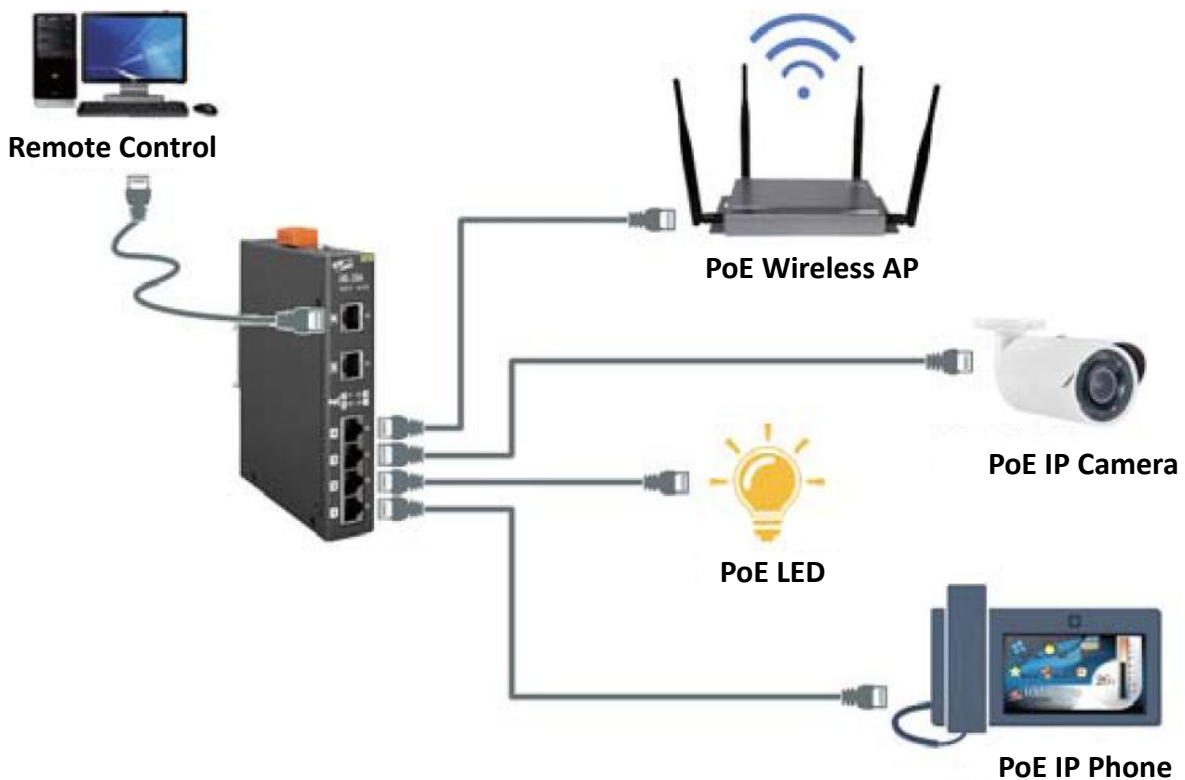 Remote Control
PoE Wireless AP
PoE IP Camera
PoE LED
PoE IP Phone